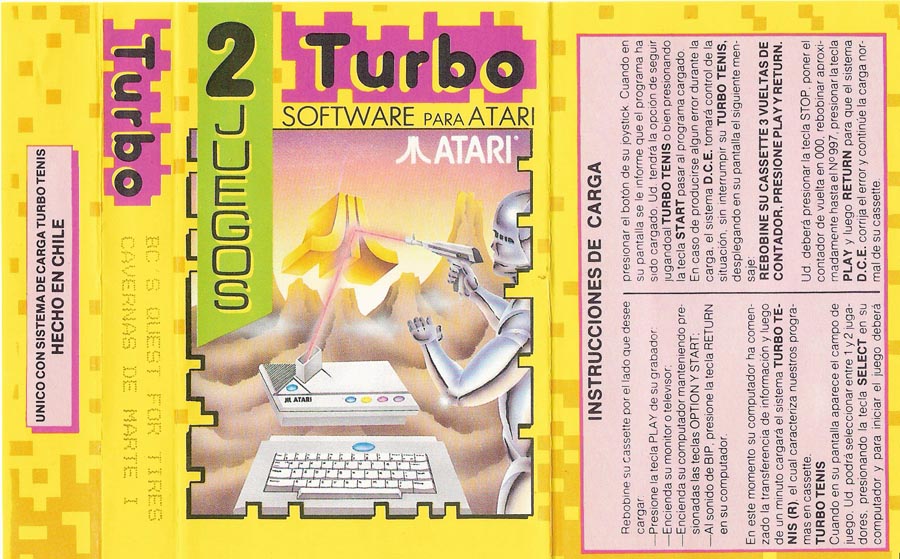 UNICO CON SISTEMA DE CARGA TURBO TENIS
HECHO EN CHILE
Turbo
BC'S QUEST FOR TIRES
CAVERNAS DE MARTE I
2
JUEGOS
Turbo
SOFTWARE PARA ATARI
ATARI
ATARI
INSTRUCCIONES DE CARGA
Rebobine su cassette por el lado que desee
cargar
—Presione la tecla PLAY de su grabador.
—Encienda su monitor o televisor.
—Encienda su computador manteniendo pre-
sionadas las teclas OPTION Y START:
—Al sonido de BIP, presione la tecla RETURN
en su computador.
En este momento su computador ha comen-
zado la transferencia de información y luego
de un minuto cargará el sistema TURBO TE-
NIS (R), el cual caracteriza nuestros progra-
mas en cassette.
TURBO TENIS
Cuando en su pantalla aparece el campo de
juego. Ud. podrá seleccionar entre 1 y 2 juga-
dores, presionando la tecla SELECT en su
computador y para iniciar el juego deberá
presionar el botón de su joystick. Cuando en
su pantalla se le informe que el programa ha
sido cargado. Ud. tendrá la opción de seguir
jugandoal TURBO TENIS o bien presionando
la tecla START pasar al programa cargado.
En caso de producirse algun error durante la
carga, el sistema D.C.E. tomará control de la
situación, sin interrumpir su TURBO TENIS,
desplegando en su pantalla el siguiente men-
saje
REBOBINE SU CASSETTE 3 VUELTAS DE
CONTADOR, PRESIONE PLAY Y RETURN.
Ud. deberá presionar la tecla STOP, poner el
contador de vuelta en 000, rebobinar aproxi-
madamente hasta el Nº 997, presionar la tecla
PLAY y luego RETURN para que el sistema
D.C.E. corrija el error y continúe la carga nor-
mal de su cassette.